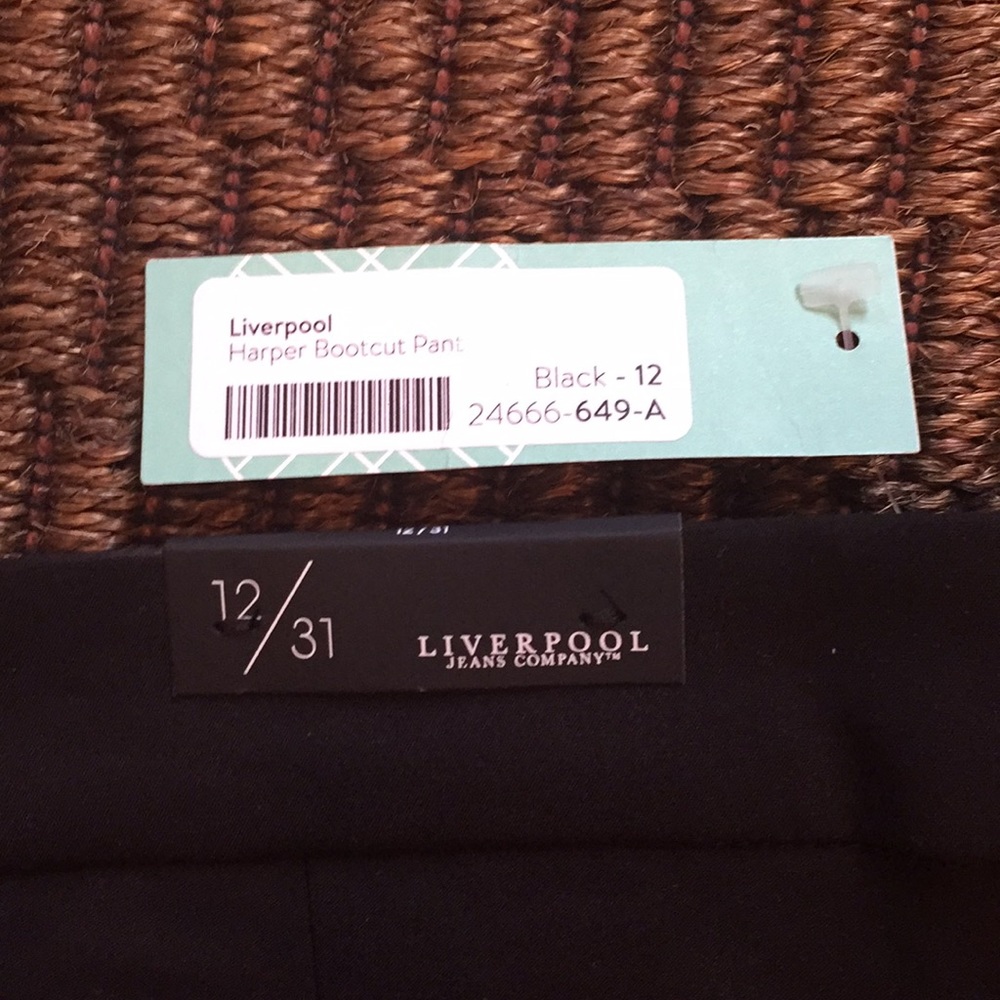 Liverpool
Harper Bootcut Pant
Black - 12
24666-649-A
12/31
12/31
LIVERPOOL
JEANS COMPANY™